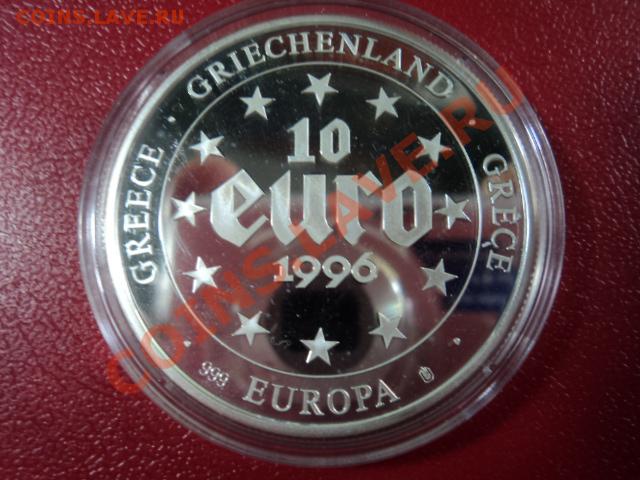 COINS.LAVE.RU
GREECE · GRIECHENLAND · GRÈCE
10
euro
1996
999 EUROPA
COINS.LAVE.RU